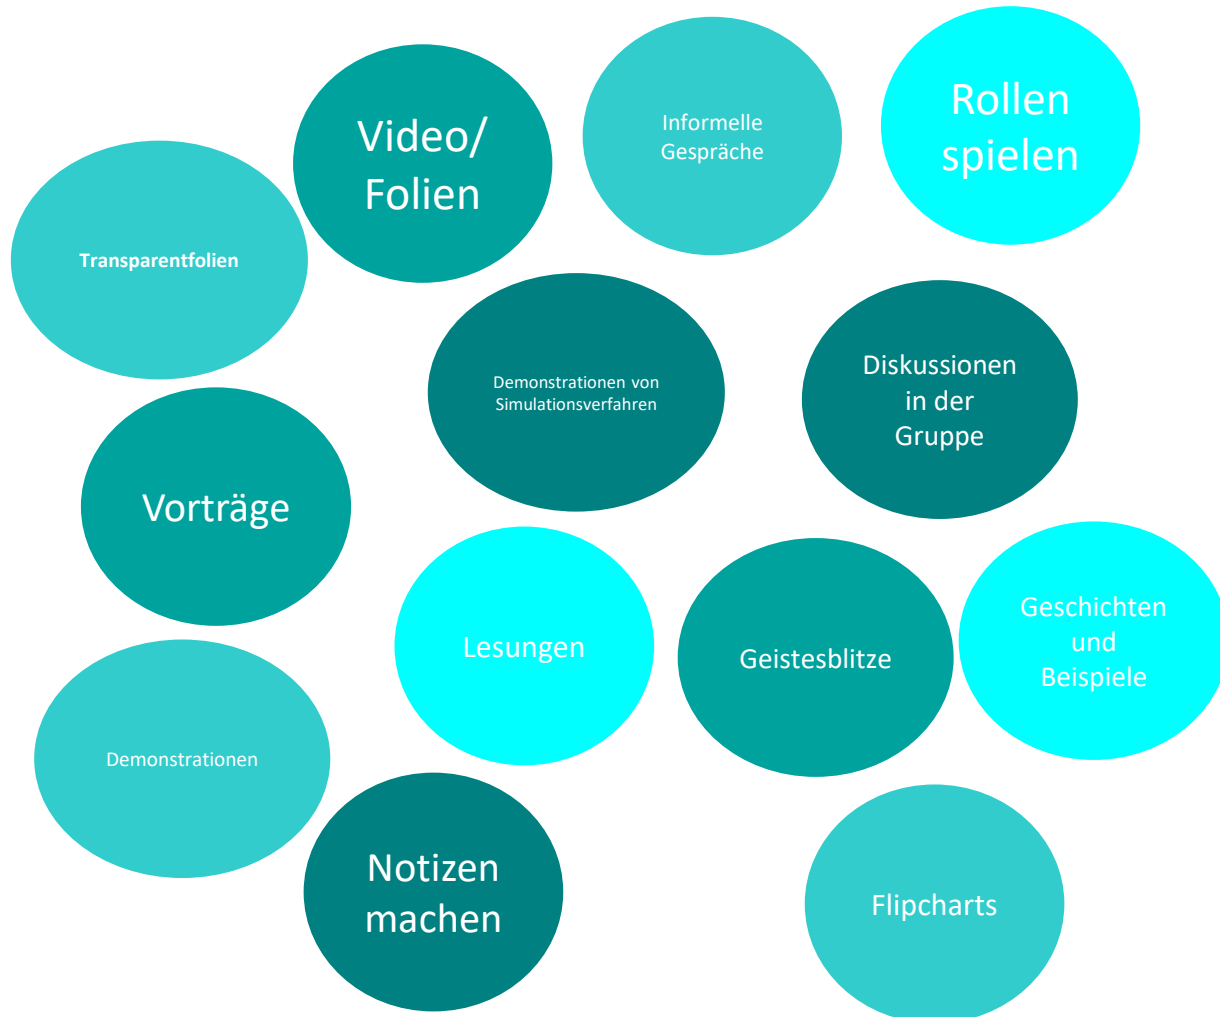 Video/
Folien
Informelle
Gespräche
Rollen
spielen
Transparentfolien
Demonstrationen von
Simulationsverfahren
Diskussionen
in der
Gruppe
Vorträge
Lesungen
Geistesblitze
Geschichten
und
Beispiele
Demonstrationen
Notizen
machen
Flipcharts